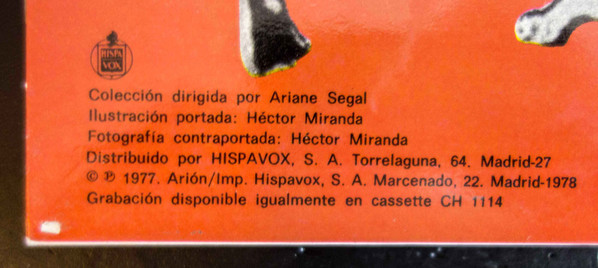 HISPA
VOX
Colección dirigida por Ariane Segal
Ilustración portada: Héctor Miranda
Fotografía contraportada: Héctor Miranda
Distribuido por HISPAVOX, S. A. Torrelaguna, 64. Madrid-27
© ℗ 1977. Arión/Imp. Hispavox, S. A. Marcenado, 22. Madrid-1978
Grabación disponible igualmente en cassette CH 1114